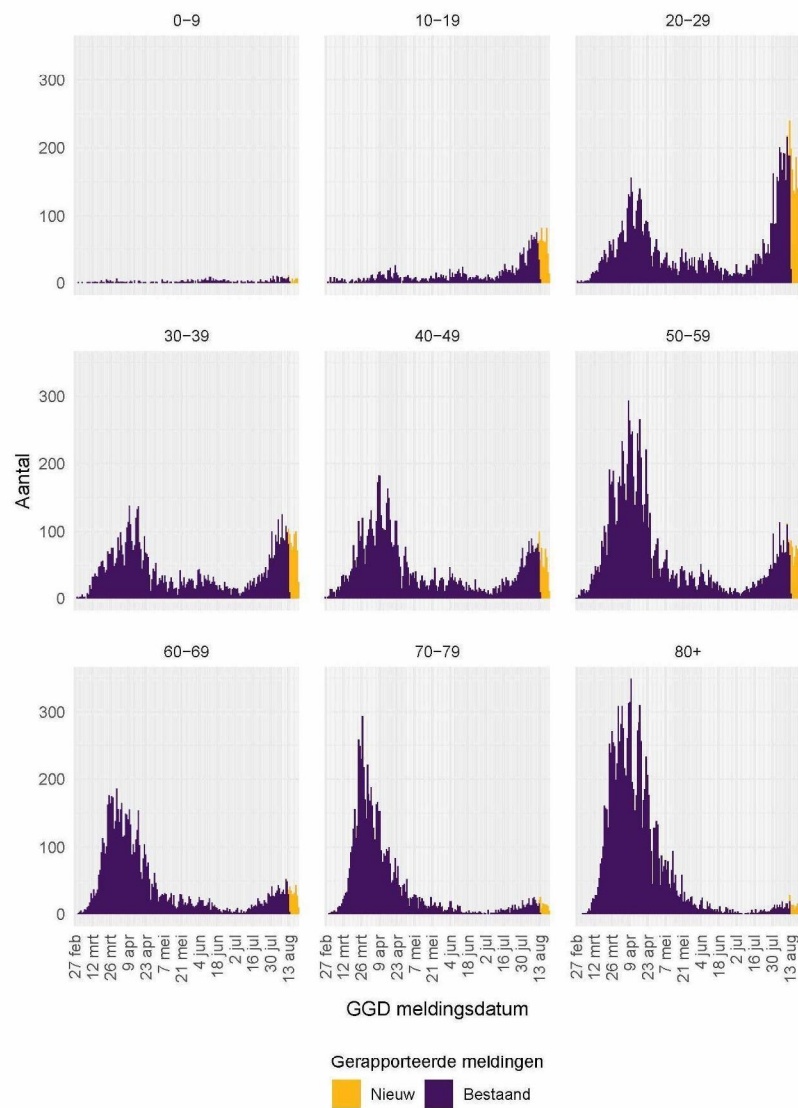 0−9 10−19 20−29
300
200
100
0
30−39 40−49 50−59
300
200
100
0
Aantal
60−69 70−79 80+
300
200
100
0
27 feb 12 mrt 26 mrt 9 apr 23 apr 7 mei 21 mei 4 jun 18 jun 2 jul 16 jul 30 jul 13 aug
27 feb 12 mrt 26 mrt 9 apr 23 apr 7 mei 21 mei 4 jun 18 jun 2 jul 16 jul 30 jul 13 aug
27 feb 12 mrt 26 mrt 9 apr 23 apr 7 mei 21 mei 4 jun 18 jun 2 jul 16 jul 30 jul 13 aug
GGD meldingsdatum
Gerapporteerde meldingen
Nieuw Bestaand